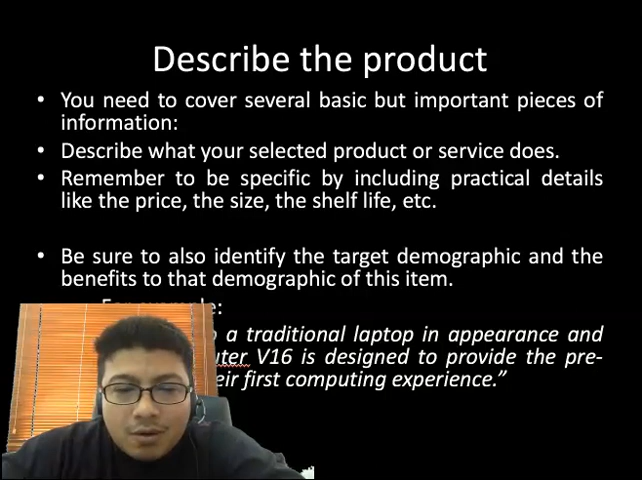 Describe the product
• You need to cover several basic but important pieces of
information:
• Describe what your selected product or service does.
• Remember to be specific by including practical details
like the price, the size, the shelf life, etc.
• Be sure to also identify the target demographic and the
benefits to that demographic of this item.
a traditional laptop in appearance and
V16 is designed to provide the pre-
first computing experience.”